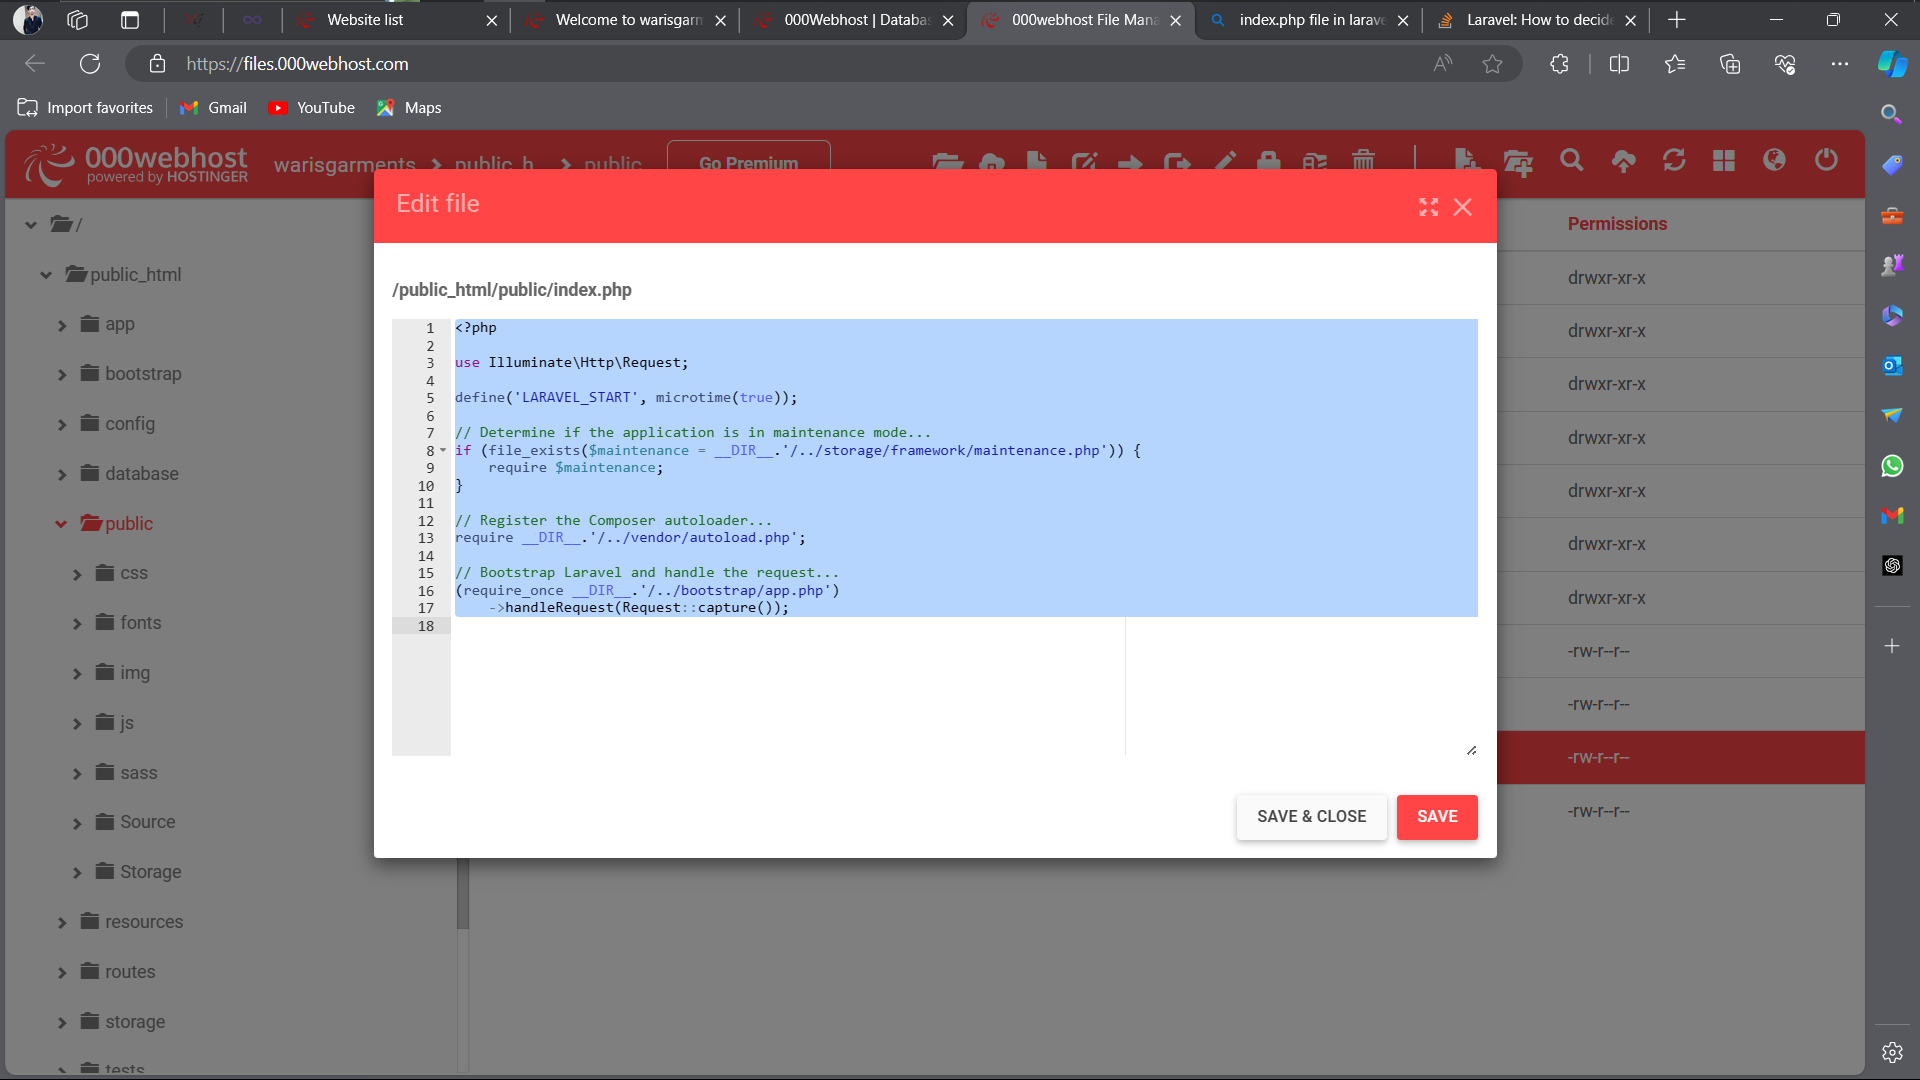 Website list
Welcome to warisgarm
000Webhost | Databas
000webhost File Mana
index.php file in larave
Laravel: How to decide
https://files.000webhost.com
Import favorites
Gmail
YouTube
Maps
000webhost
powered by HOSTINGER
warisgarments > public_h > public
Go Premium
Edit file
Permissions
/
public_html
app
bootstrap
config
database
public
css
fonts
img
js
sass
Source
Storage
resources
routes
storage
tests
/public_html/public/index.php
1 <?php
2
3 use Illuminate\Http\Request;
4
5 define('LARAVEL_START', microtime(true));
6
7 // Determine if the application is in maintenance mode...
8 if (file_exists($maintenance = __DIR__.'/../storage/framework/maintenance.php')) {
9     require $maintenance;
10 }
11
12 // Register the Composer autoloader...
13 require __DIR__.'/../vendor/autoload.php';
14
15 // Bootstrap Laravel and handle the request...
16 (require_once __DIR__.'/../bootstrap/app.php')
17     ->handleRequest(Request::capture());
18
SAVE & CLOSE
SAVE
drwxr-xr-x
drwxr-xr-x
drwxr-xr-x
drwxr-xr-x
drwxr-xr-x
drwxr-xr-x
drwxr-xr-x
-rw-r--r--
-rw-r--r--
-rw-r--r--
-rw-r--r--